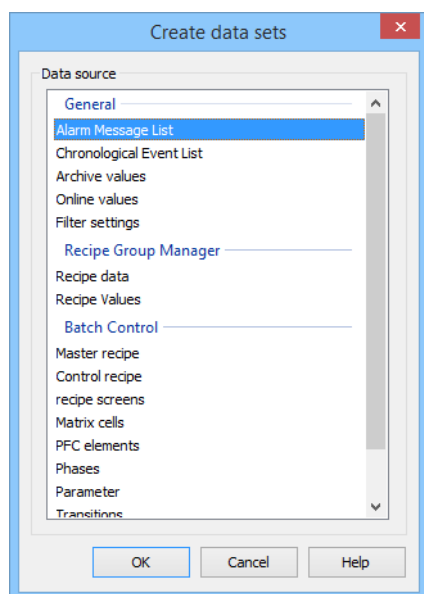 Create data sets
Data source
General
Alarm Message List
Chronological Event List
Archive values
Online values
Filter settings
Recipe Group Manager
Recipe data
Recipe Values
Batch Control
Master recipe
Control recipe
recipe screens
Matrix cells
PFC elements
Phases
Parameter
Transitions
OK Cancel Help